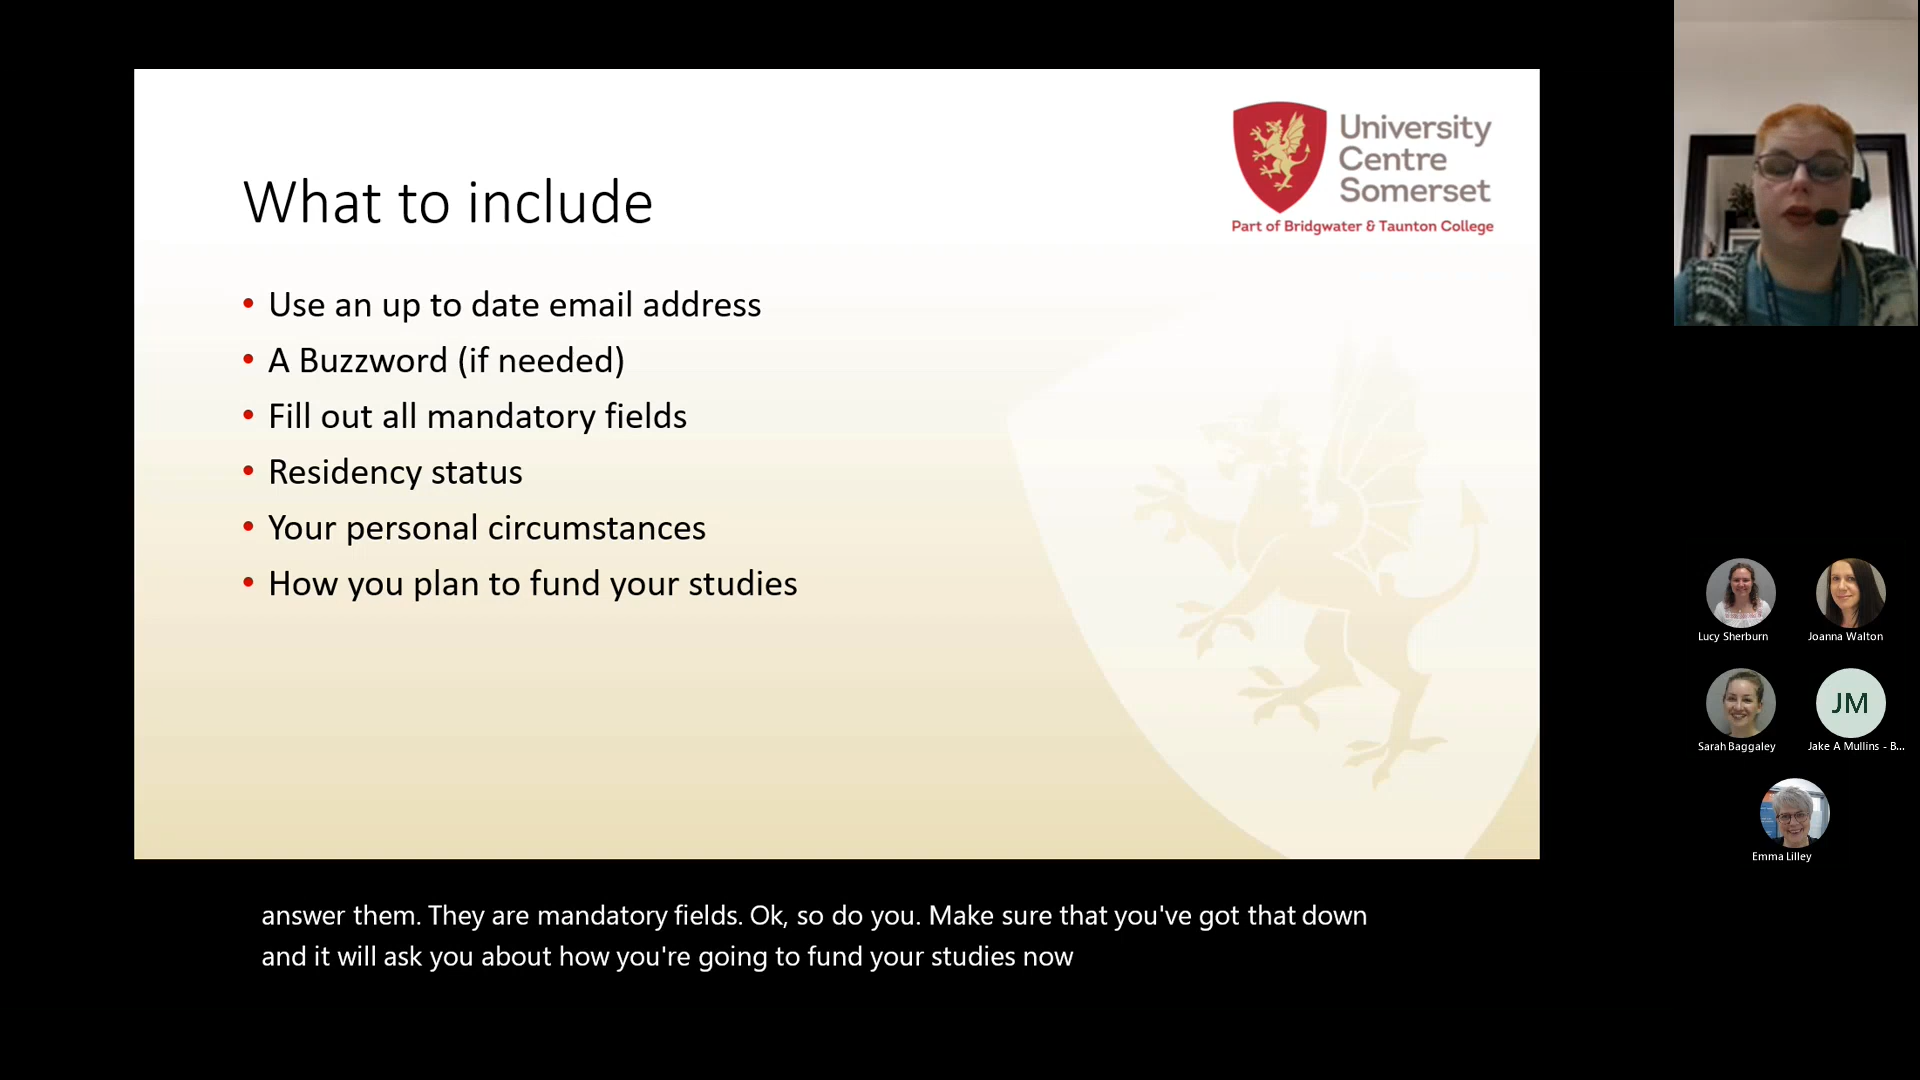 University
Centre
Somerset
Part of Bridgwater & Taunton College
What to include
• Use an up to date email address
• A Buzzword (if needed)
• Fill out all mandatory fields
• Residency status
• Your personal circumstances
• How you plan to fund your studies
Lucy Sherburn
Joanna Walton
Sarah Baggaley
JM
Jake A Mullins - B...
Emma Lilley
answer them. They are mandatory fields. Ok, so do you. Make sure that you've got that down
and it will ask you about how you're going to fund your studies now